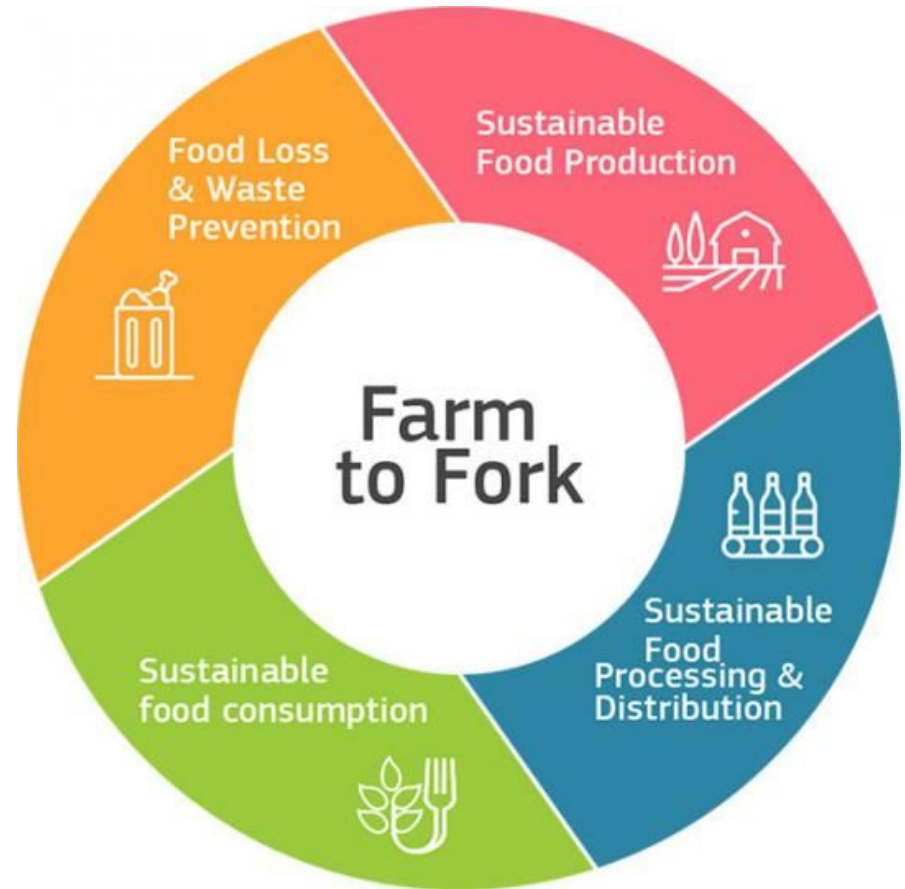 Food Loss
& Waste
Prevention
Sustainable
Food Production
Farm
to Fork
Sustainable
Food
Processing &
Distribution
Sustainable
food consumption